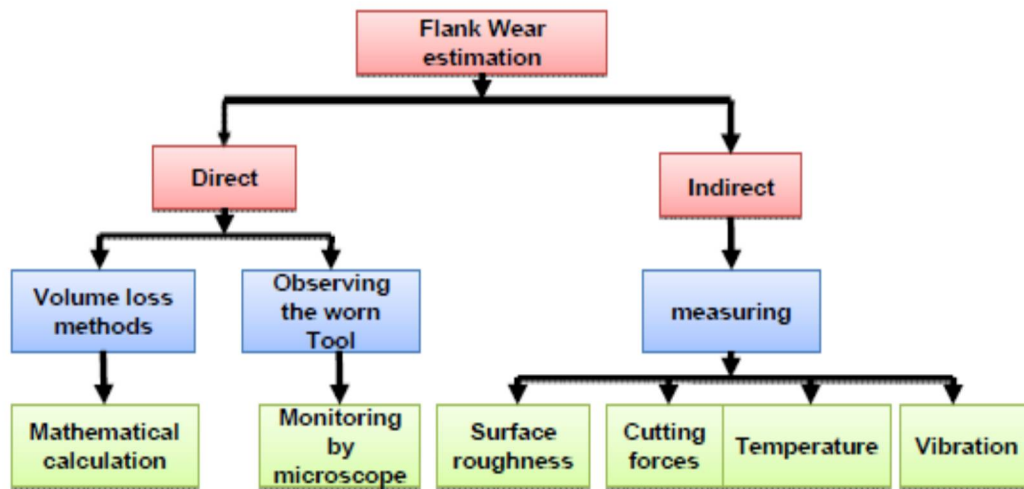 Flank Wear
estimation
Direct
Indirect
Volume loss
methods
Observing
the worn
Tool
measuring
Mathematical
calculation
Monitoring
by
microscope
Surface
roughness
Cutting
forces
Temperature
Vibration